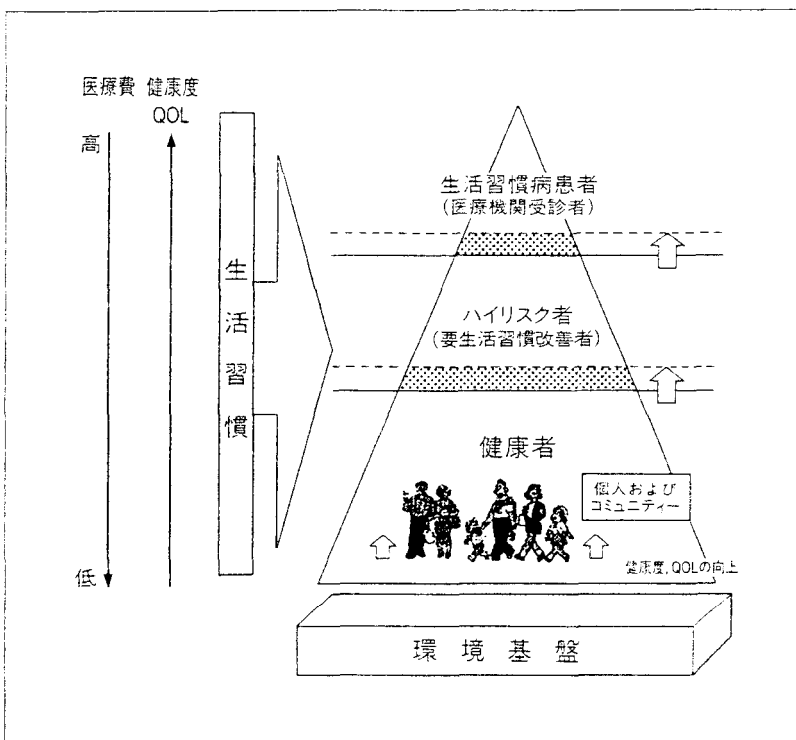 医療費 健康度
QOL
高
低
生活習慣
生活習慣病患者
(医療機関受診者)
ハイリスク者
(要生活習慣改善者)
健康者
個人および
コミュニティー
健康度,QOLの向上
環境基盤